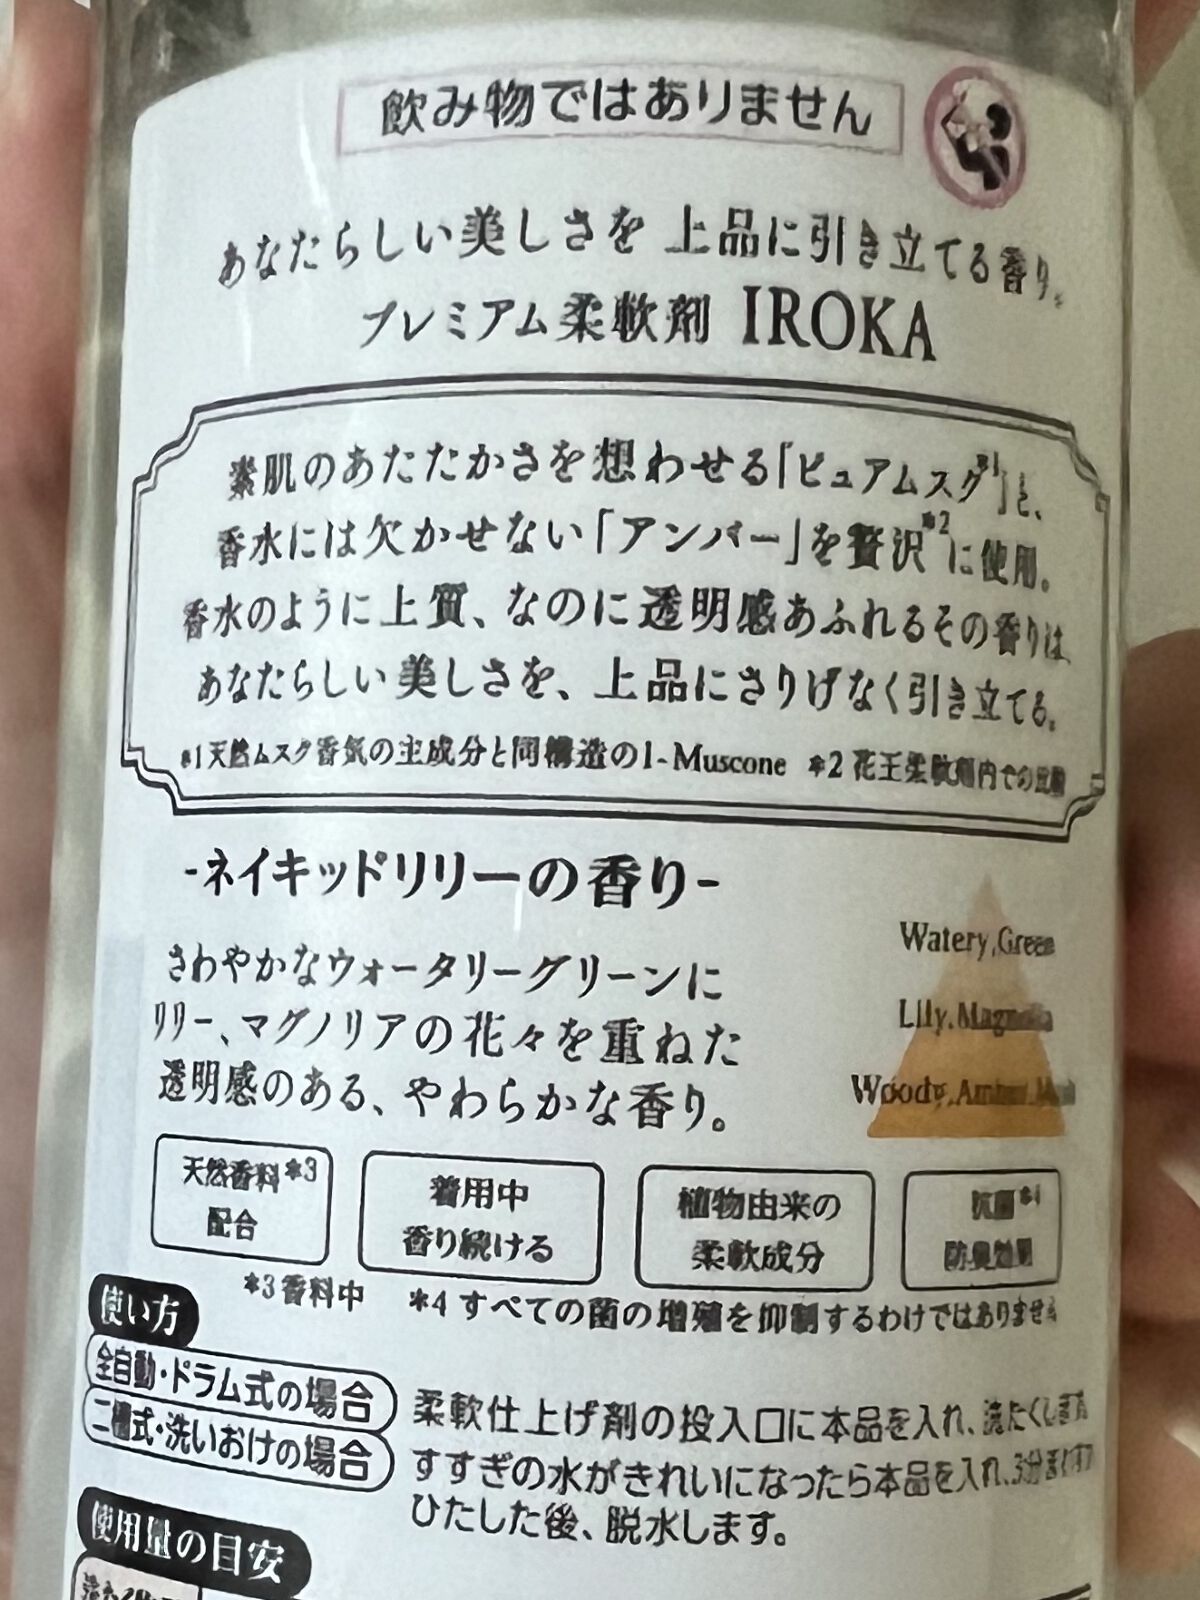 飲み物ではありません
あなたらしい美しさを 上品に引き立てる香り。
プレミアム柔軟剤 IROKA
素肌のあたたかさを想わせる「ピュアムスク*1」と、
香水には欠かせない「アンバー」を贅沢*2に使用。
香水のように上質、なのに透明感あふれるその香りは、
あなたらしい美しさを、上品にさりげなく引き立てる。
*1天然ムスク香気の主成分と同構造のl-Muscone *2 花王柔軟剤内での比較
-ネイキッドリリーの香り-
さわやかなウォータリーグリーンに
リリー、マグノリアの花々を重ねた
透明感のある、やわらかな香り。
Watery,Green
Lily,Magnolia
Woody,Amber,Musk
天然香料*3
配合
着用中
香り続ける
植物由来の
柔軟成分
抗菌
防臭効果
*3 香料中
*4 すべての菌の増殖を抑制するわけではありません
使い方
全自動・ドラム式の場合
柔軟仕上げ剤の投入口に本品を入れ、洗たくします
二槽式・洗いおけの場合
すすぎの水がきれいになったら本品を入れ、3分
ひたした後、脱水します。
使用量の目安